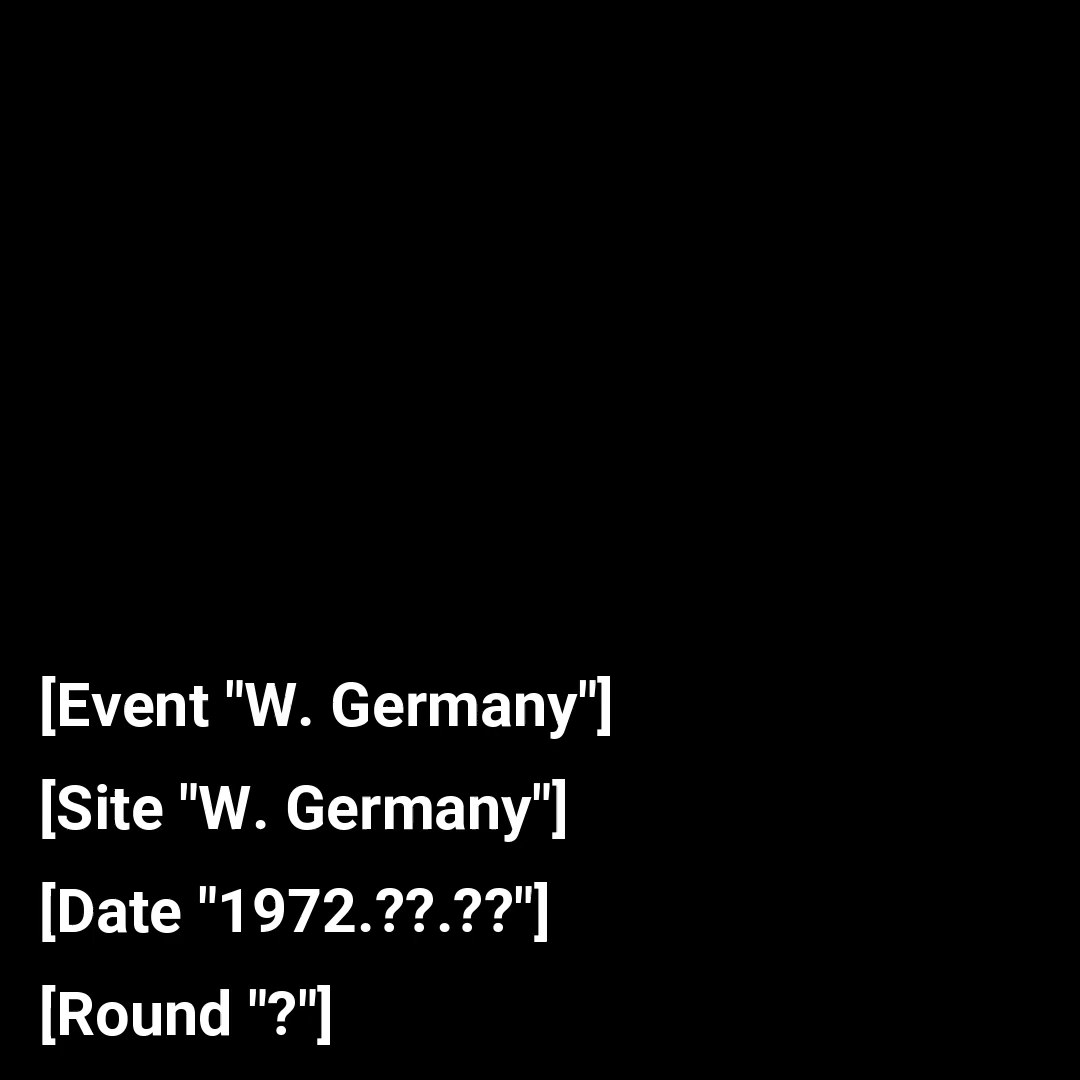 [Event "W. Germany"]
[Site "W. Germany"]
[Date "1972.??.??"]
[Round "?"]